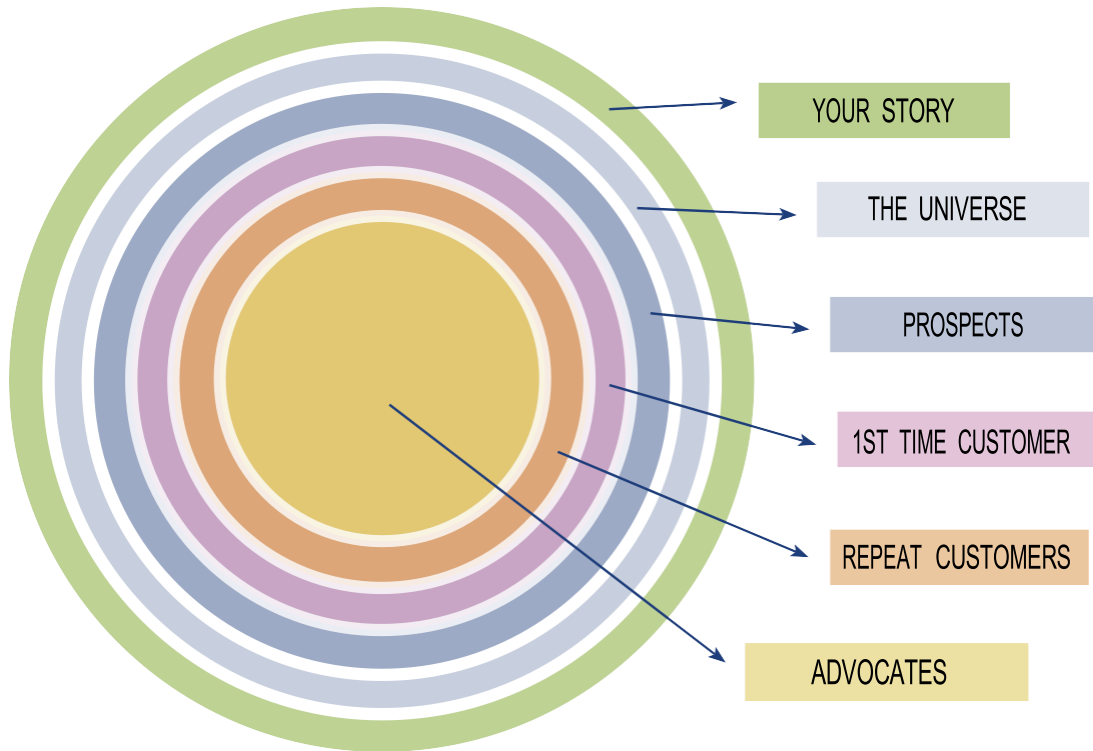 YOUR STORY
THE UNIVERSE
PROSPECTS
1ST TIME CUSTOMER
REPEAT CUSTOMERS
ADVOCATES